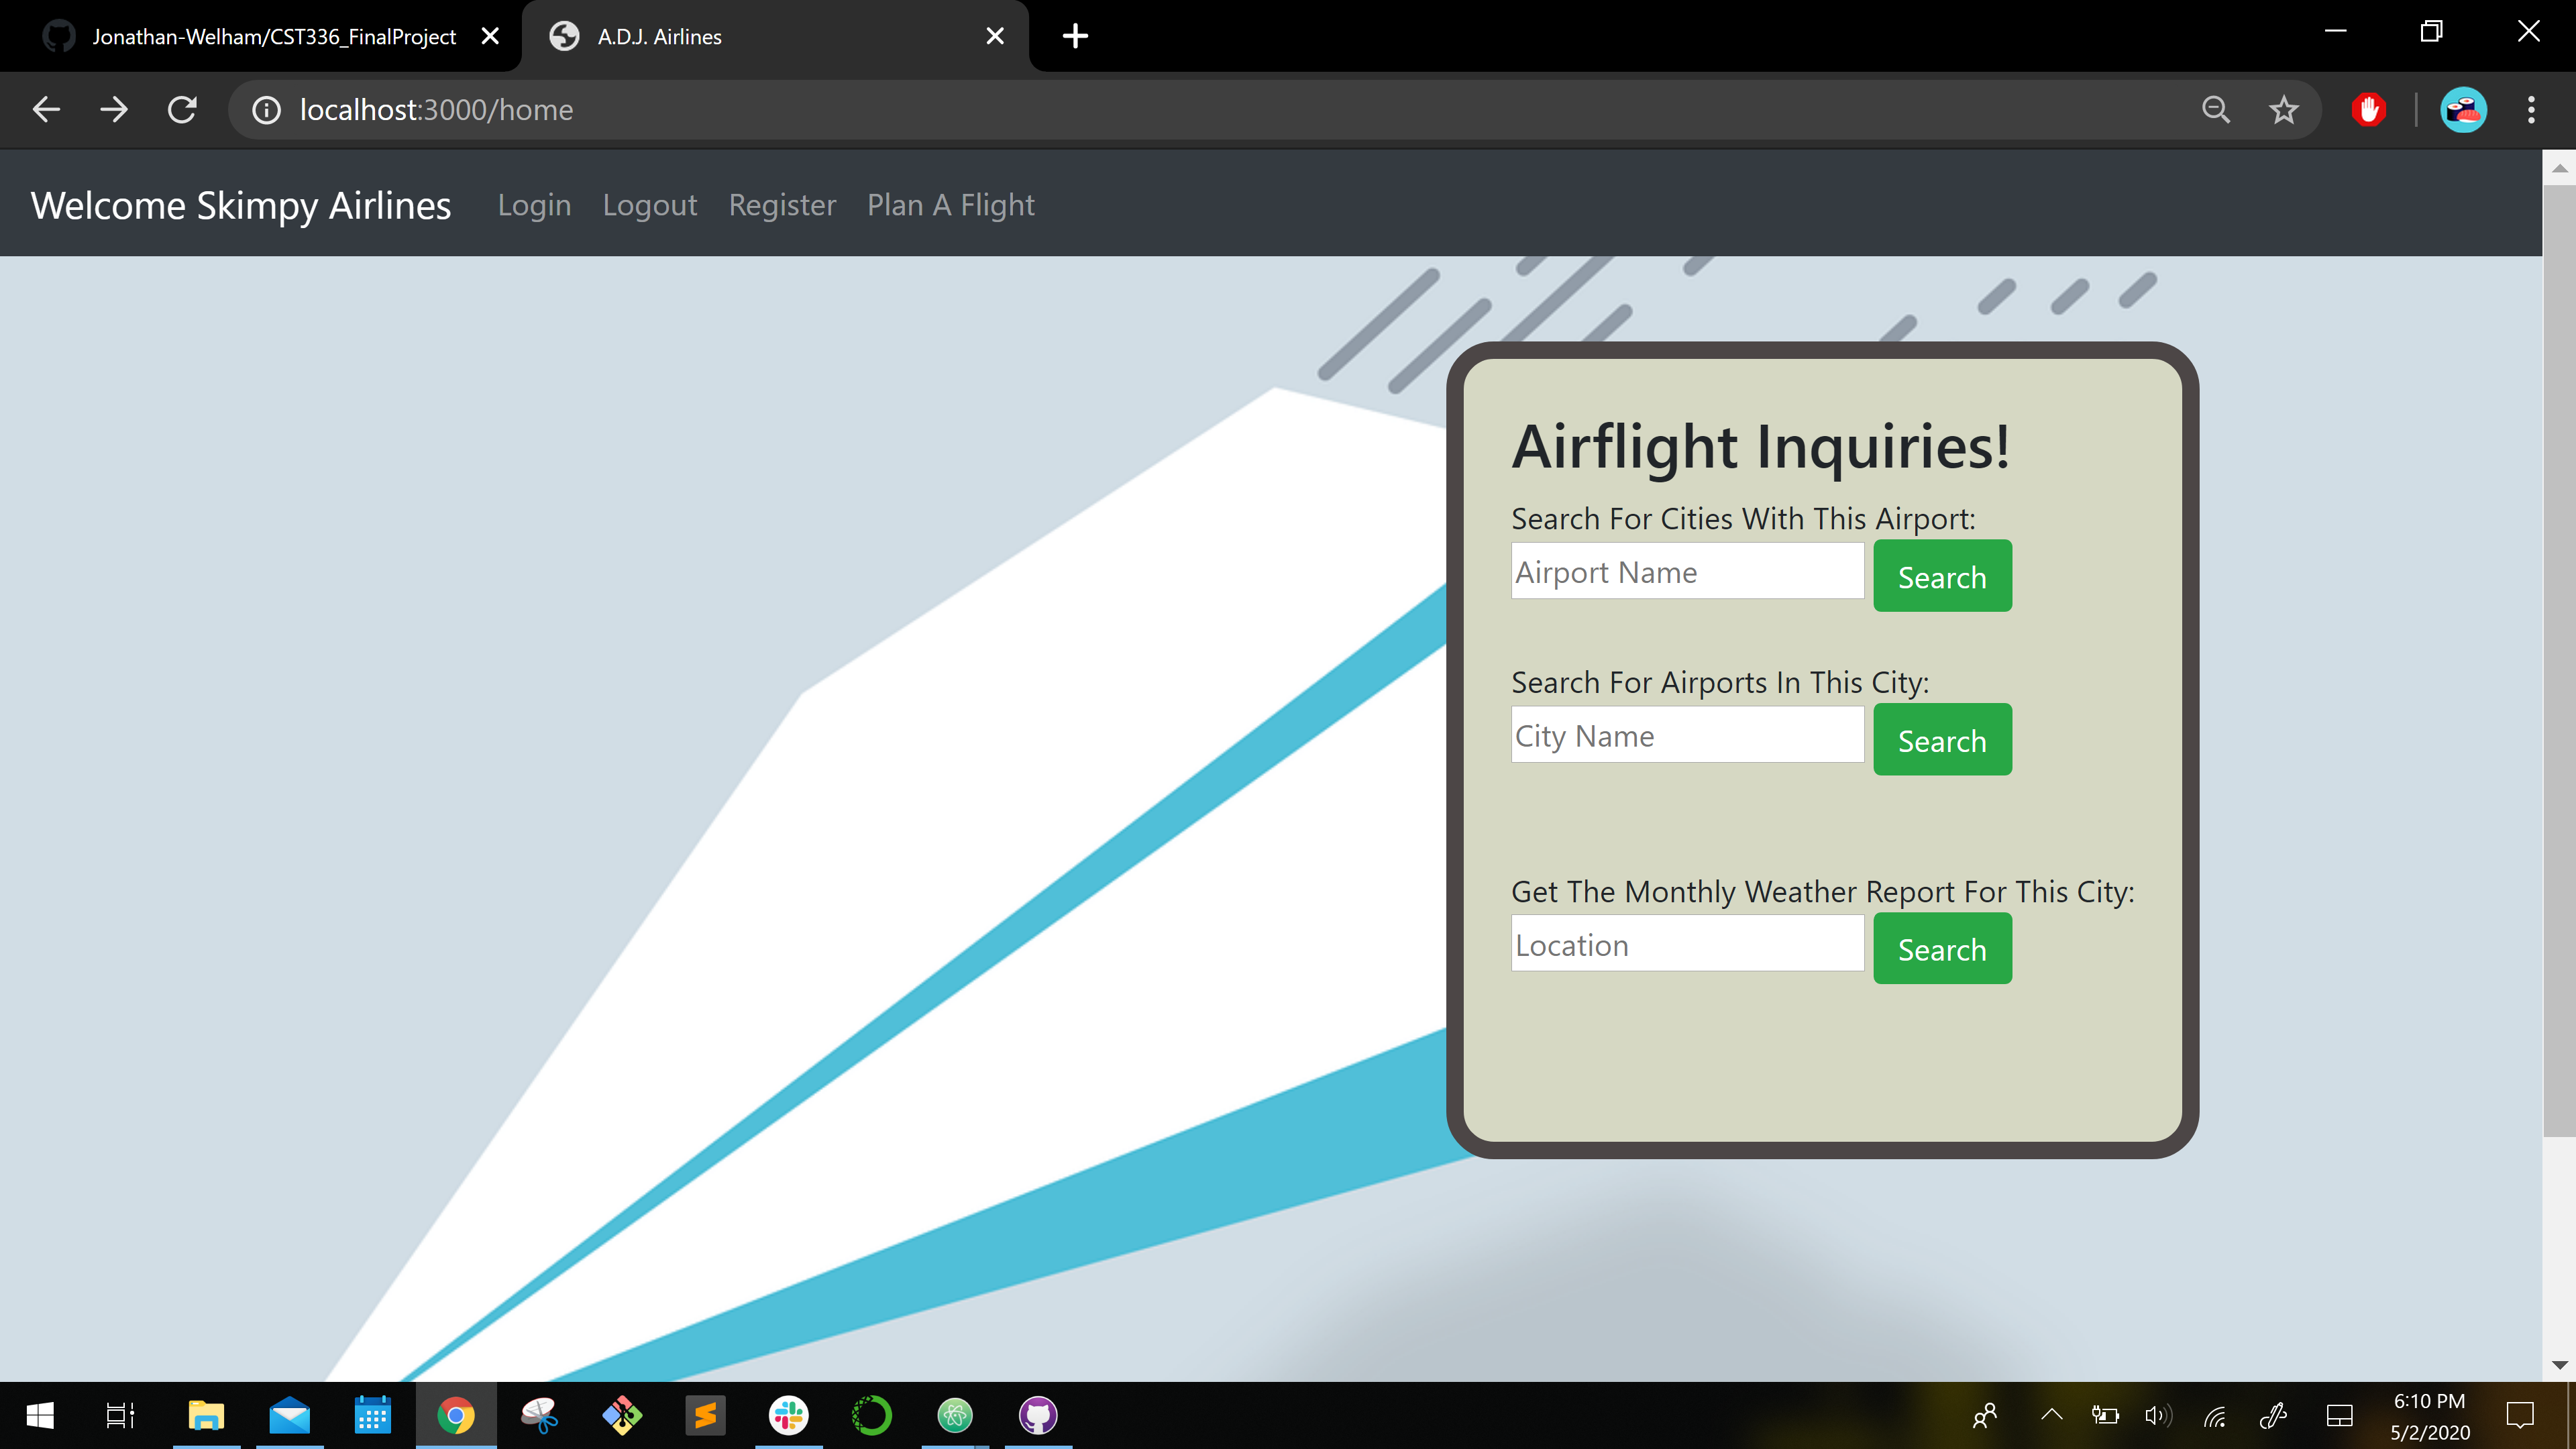 Jonathan-Welham/CST336_FinalProject
A.D.J. Airlines
localhost:3000/home
Welcome Skimpy Airlines Login Logout Register Plan A Flight
Airflight Inquiries!
Search For Cities With This Airport:
Airport Name Search
Search For Airports In This City:
City Name Search
Get The Monthly Weather Report For This City:
Location Search
6:10 PM
5/2/2020